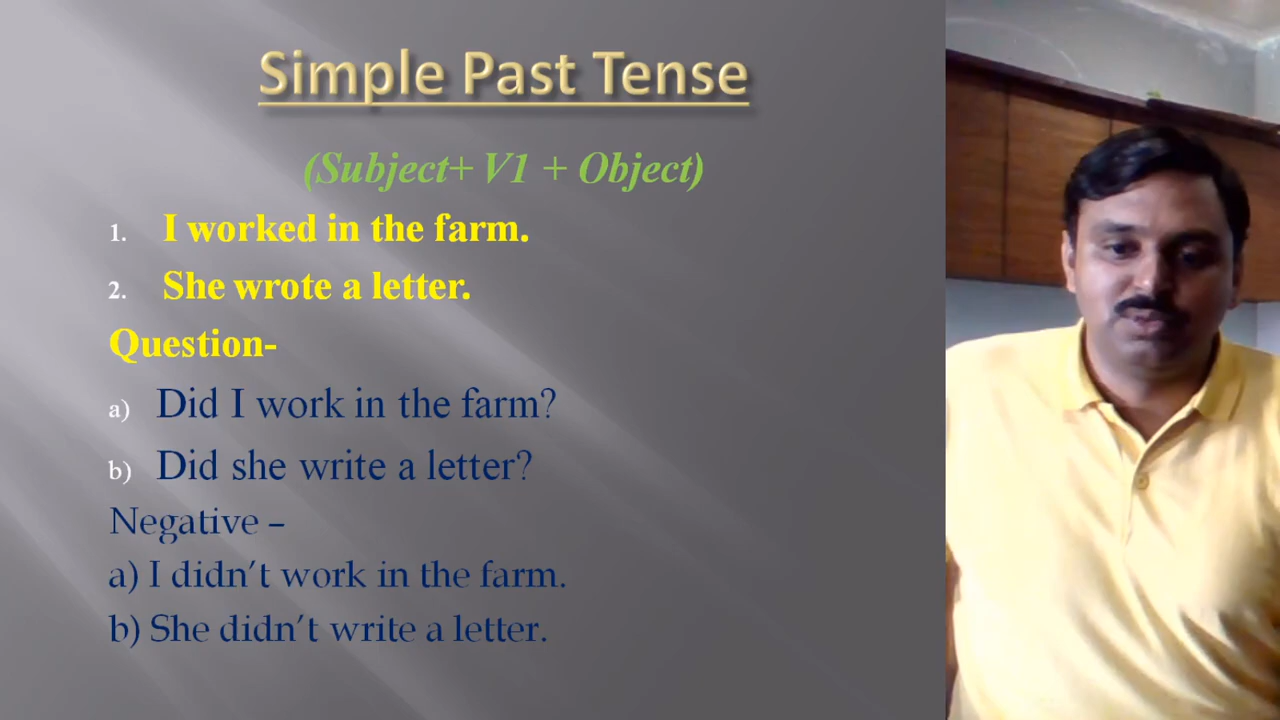 Simple Past Tense
(Subject+ V1 + Object)
1. I worked in the farm.
2. She wrote a letter.
Question-
a) Did I work in the farm?
b) Did she write a letter?
Negative –
a) I didn’t work in the farm.
b) She didn’t write a letter.